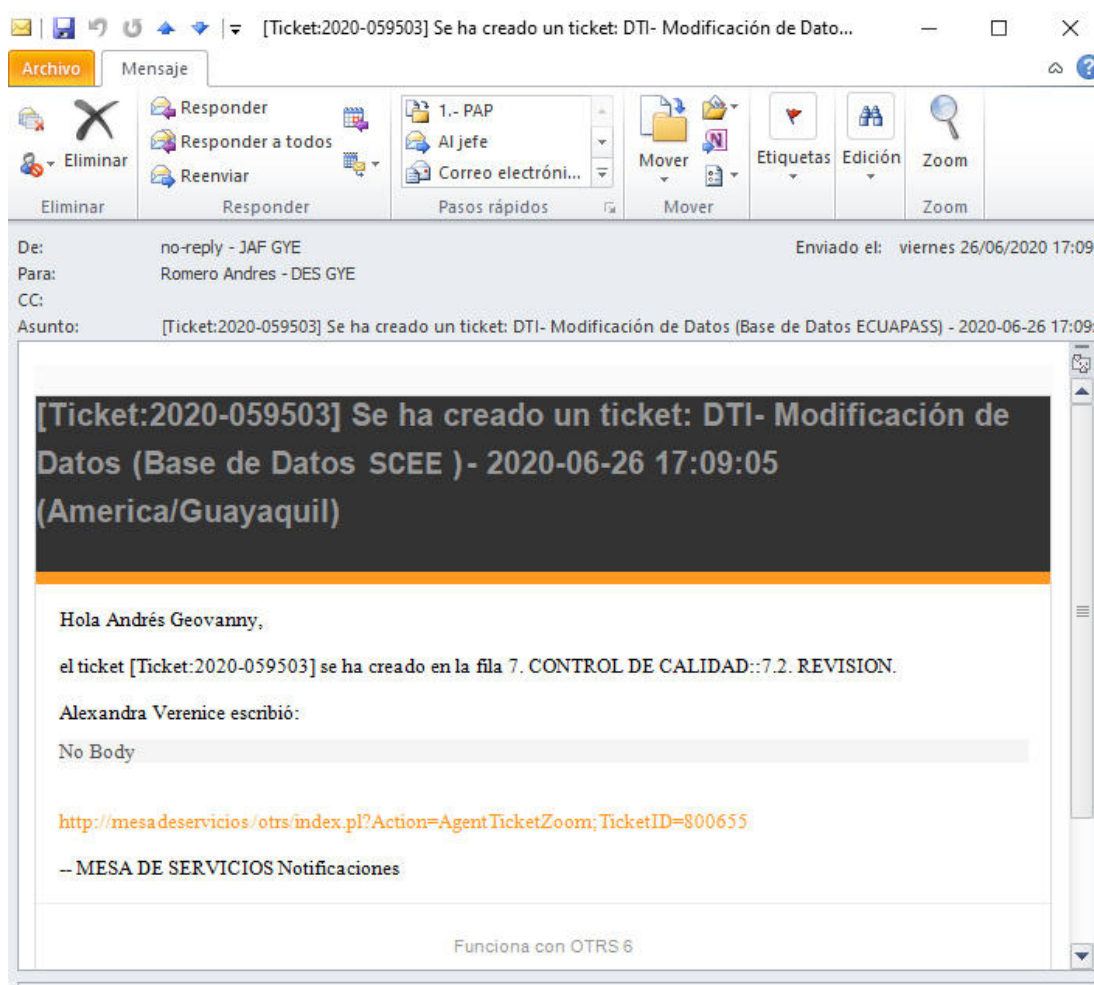 [Ticket:2020-059503] Se ha creado un ticket: DTI- Modificación de Dato...
Archivo
Mensaje
Eliminar
Responder
Responder a todos
Reenviar
1.- PAP
Al jefe
Correo electróni...
Mover
Etiquetas
Edición
Zoom
Eliminar
Responder
Pasos rápidos
Mover
Zoom
De: no-reply - JAF GYE Enviado el: viernes 26/06/2020 17:09
Para: Romero Andres - DES GYE
CC:
Asunto: [Ticket:2020-059503] Se ha creado un ticket: DTI- Modificación de Datos (Base de Datos ECUAPASS) - 2020-06-26 17:09:
[Ticket:2020-059503] Se ha creado un ticket: DTI- Modificación de
Datos (Base de Datos SCEE )- 2020-06-26 17:09:05
(America/Guayaquil)
Hola Andrés Geovanny,
el ticket [Ticket:2020-059503] se ha creado en la fila 7. CONTROL DE CALIDAD::7.2. REVISION.
Alexandra Verenice escribió:
No Body
http://mesadeservicios/otrs/index.pl?Action=AgentTicketZoom;TicketID=800655
-- MESA DE SERVICIOS Notificaciones
Funciona con OTRS 6